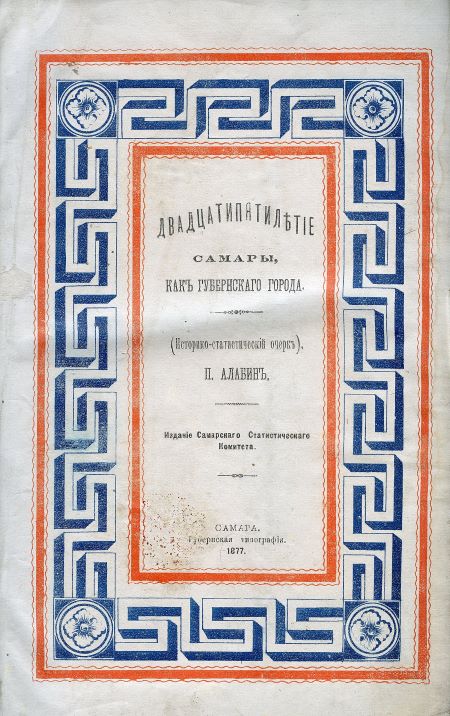 ДВАДЦАТИПЯТИЛѢТІЕ
САМАРЫ,
КАКЪ ГУБЕРНСКАГО ГОРОДА.
(Историко-статистическій очеркъ),
П. АЛАБИНЪ,
Изданіе Самарскаго Статистическаго
Комитета.
САМАРА.
Губернская типографія.
1877.